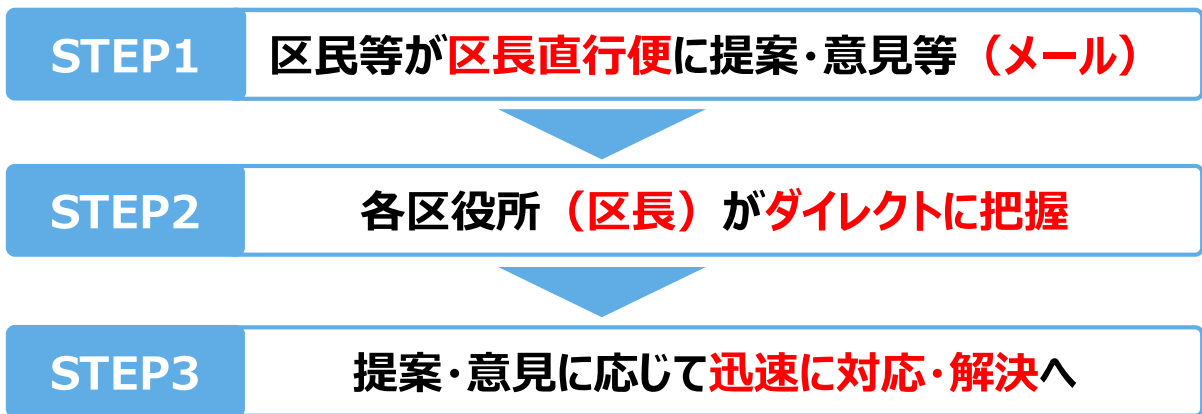 STEP1
区民等が区長直行便に提案・意見等（メール）
STEP2
各区役所（区長）がダイレクトに把握
STEP3
提案・意見に応じて迅速に対応・解決へ